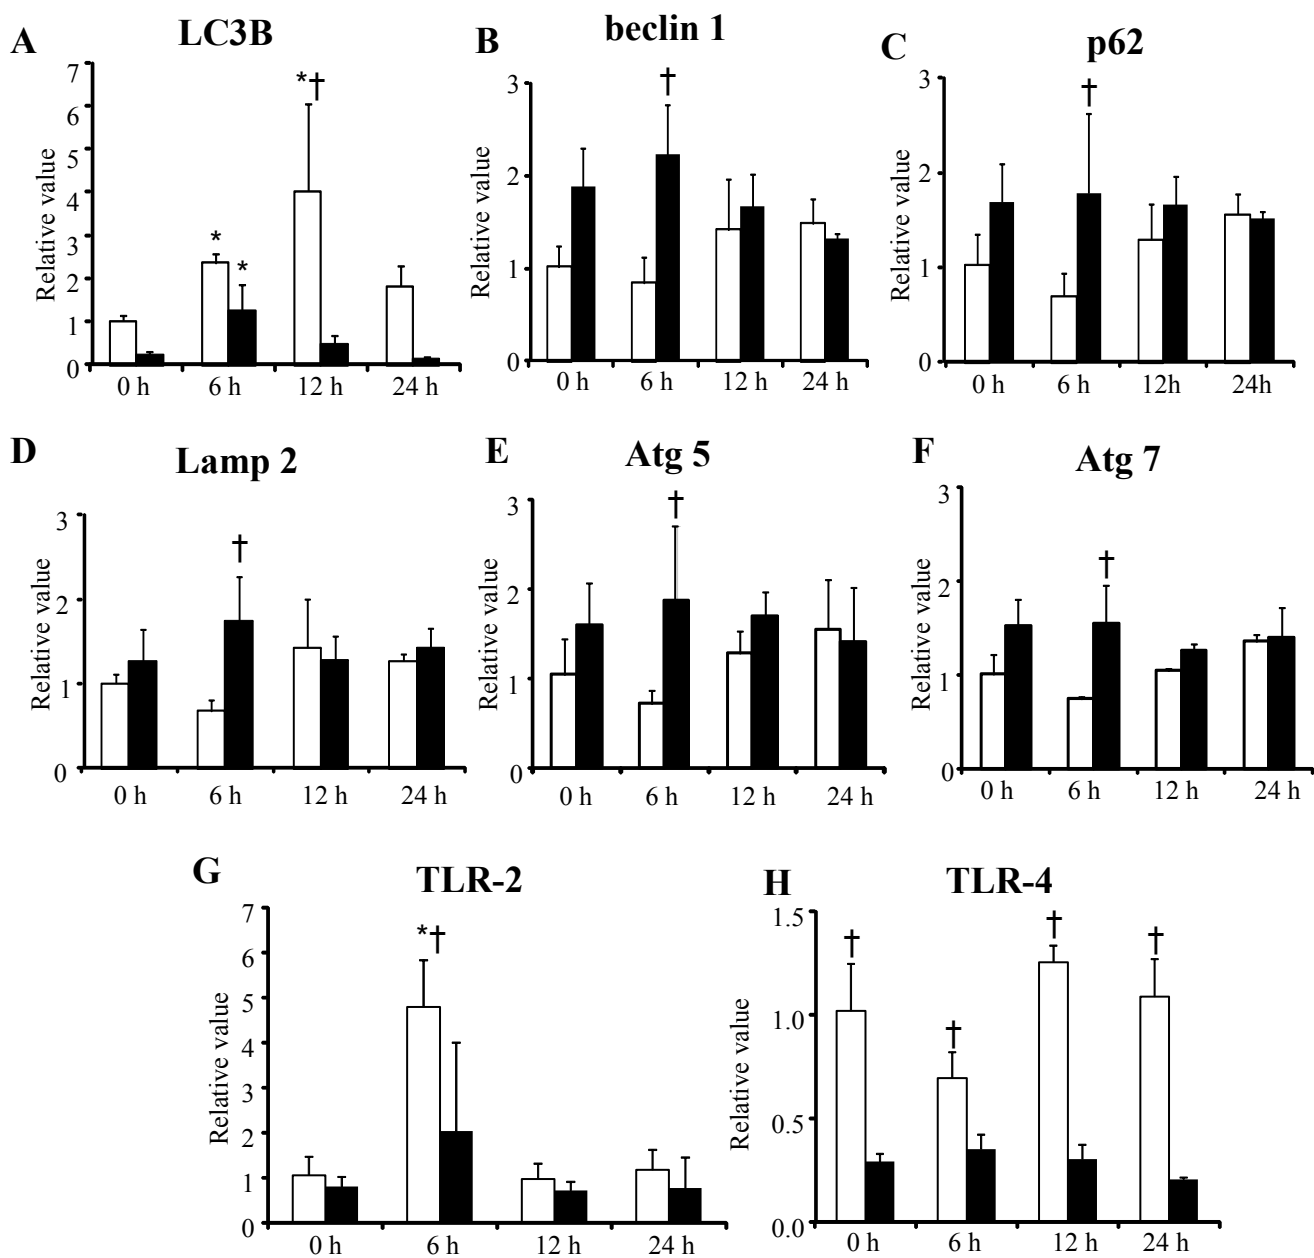 A
LC3B
Relative value
7
6
5
4
3
2
1
0
*
*
*†
0 h
6 h
12 h
24 h
B
beclin 1
Relative value
3
2
1
0
†
0 h
6 h
12 h
24 h
C
p62
Relative value
3
2
1
0
†
0 h
6 h
12h
24h
D
Lamp 2
Relative value
3
2
1
0
†
0 h
6 h
12 h
24 h
E
Atg 5
Relative value
3
2
1
0
†
0 h
6 h
12 h
24 h
F
Atg 7
Relative value
3
2
1
0
†
0 h
6 h
12 h
24 h
G
TLR-2
Relative value
7
6
5
4
3
2
1
0
*†
0 h
6 h
12 h
24 h
H
TLR-4
Relative value
1.5
1.0
0.5
0.0
†
†
†
†
0 h
6 h
12 h
24 h